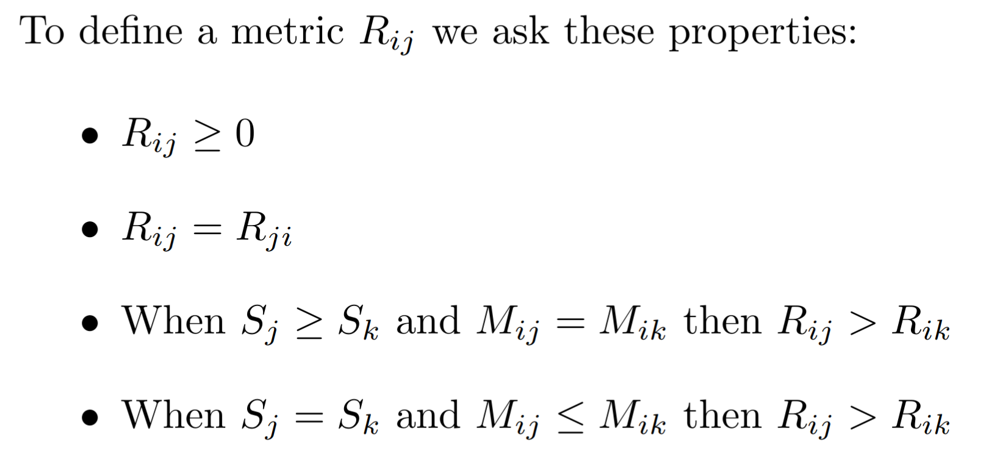 To define a metric $R_{ij}$ we ask these properties:
• $R_{ij} \geq 0$
• $R_{ij} = R_{ji}$
• When $S_j \geq S_k$ and $M_{ij} = M_{ik}$ then $R_{ij} > R_{ik}$
• When $S_j = S_k$ and $M_{ij} \leq M_{ik}$ then $R_{ij} > R_{ik}$